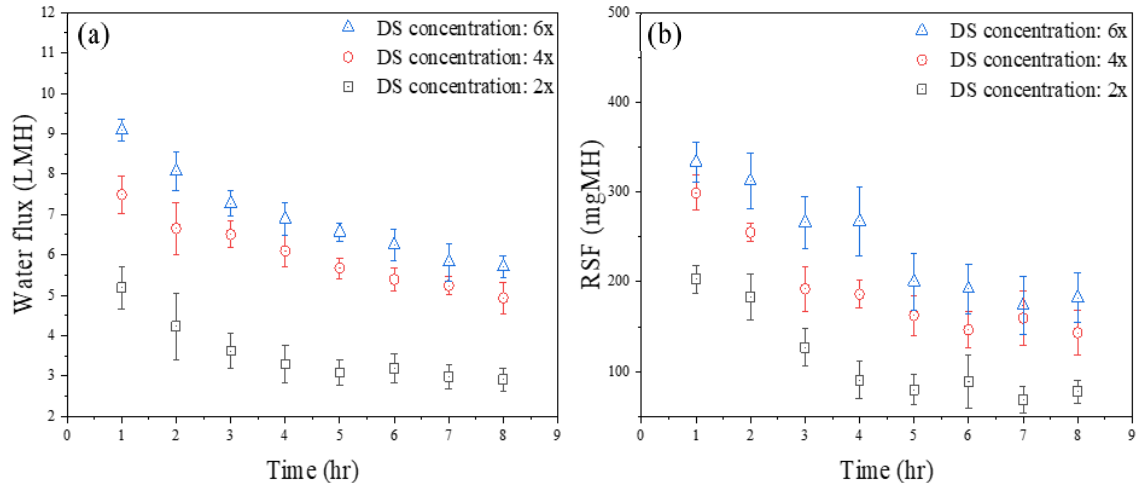 (a)
DS concentration: 6x
DS concentration: 4x
DS concentration: 2x
12
11
10
9
8
7
6
5
4
3
2
Water flux (LMH)
0 1 2 3 4 5 6 7 8 9
Time (hr)
(b)
DS concentration: 6x
DS concentration: 4x
DS concentration: 2x
500
400
300
200
100
RSF (mgMH)
0 1 2 3 4 5 6 7 8 9
Time (hr)